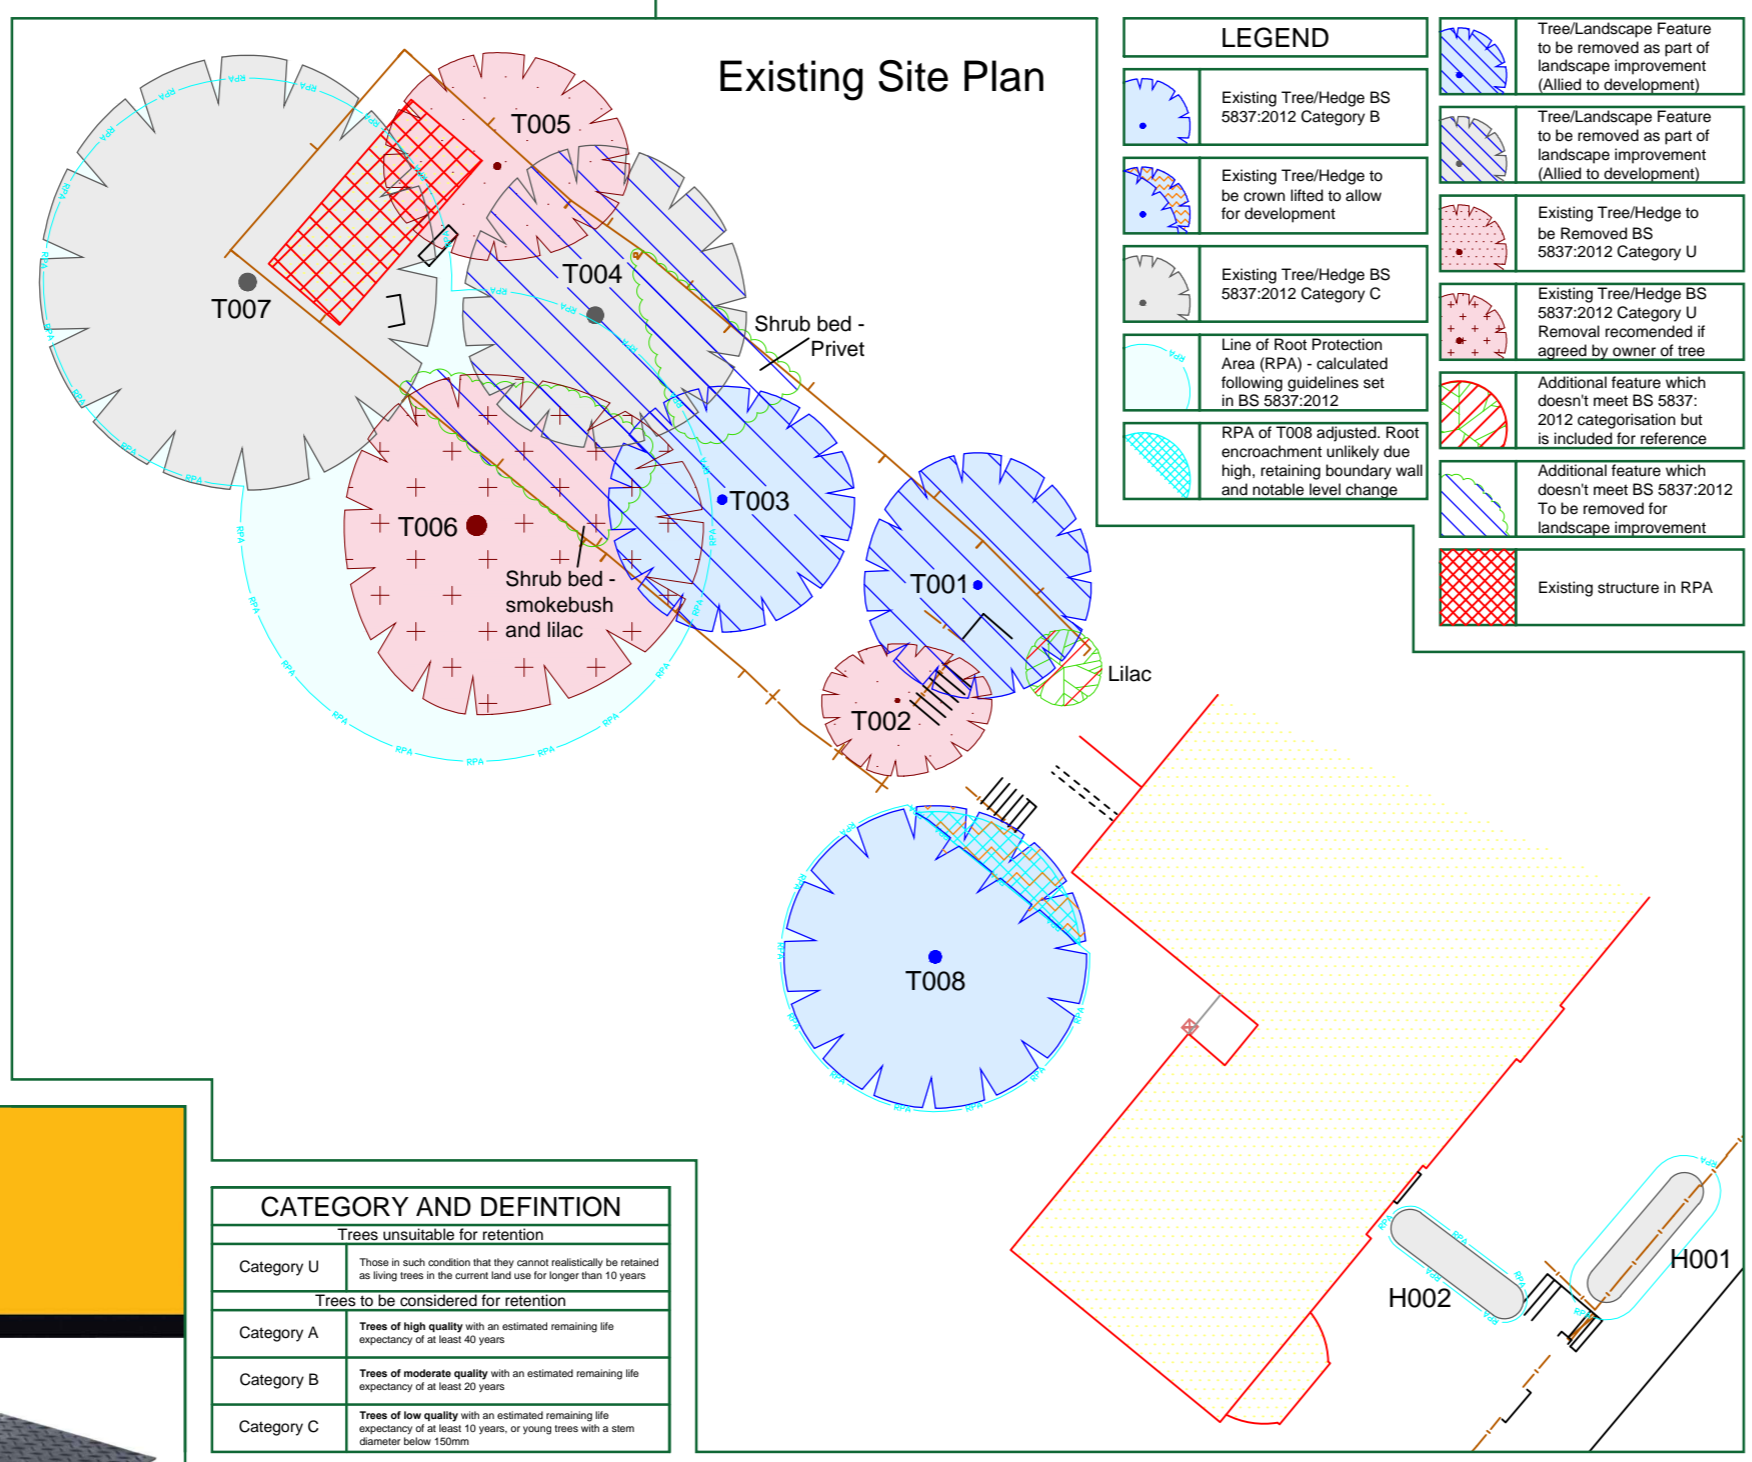 Existing Site Plan
T005
T004
T007
Shrub bed -
Privet
T003
T006
Shrub bed -
smokebush
and lilac
T001
Lilac
T002
T008
H001
H002
RPA
LEGEND
Existing Tree/Hedge BS
5837:2012 Category B
Existing Tree/Hedge to
be crown lifted to allow
for development
Existing Tree/Hedge BS
5837:2012 Category C
Line of Root Protection
Area (RPA) - calculated
following guidelines set
in BS 5837:2012
RPA of T008 adjusted. Root
encroachment unlikely due
high, retaining boundary wall
and notable level change
Tree/Landscape Feature
to be removed as part of
landscape improvement
(Allied to development)
Tree/Landscape Feature
to be removed as part of
landscape improvement
(Allied to development)
Existing Tree/Hedge to
be Removed BS
5837:2012 Category U
Existing Tree/Hedge BS
5837:2012 Category U
Removal recomended if
agreed by owner of tree
Additional feature which
doesn't meet BS 5837:
2012 categorisation but
is included for reference
Additional feature which
doesn't meet BS 5837:2012
To be removed for
landscape improvement
Existing structure in RPA
CATEGORY AND DEFINTION
Trees unsuitable for retention
Category U
Those in such condition that they cannot realistically be retained
as living trees in the current land use for longer than 10 years
Trees to be considered for retention
Category A
Trees of high quality with an estimated remaining life
expectancy of at least 40 years
Category B
Trees of moderate quality with an estimated remaining life
expectancy of at least 20 years
Category C
Trees of low quality with an estimated remaining life
expectancy of at least 10 years, or young trees with a stem
diameter below 150mm